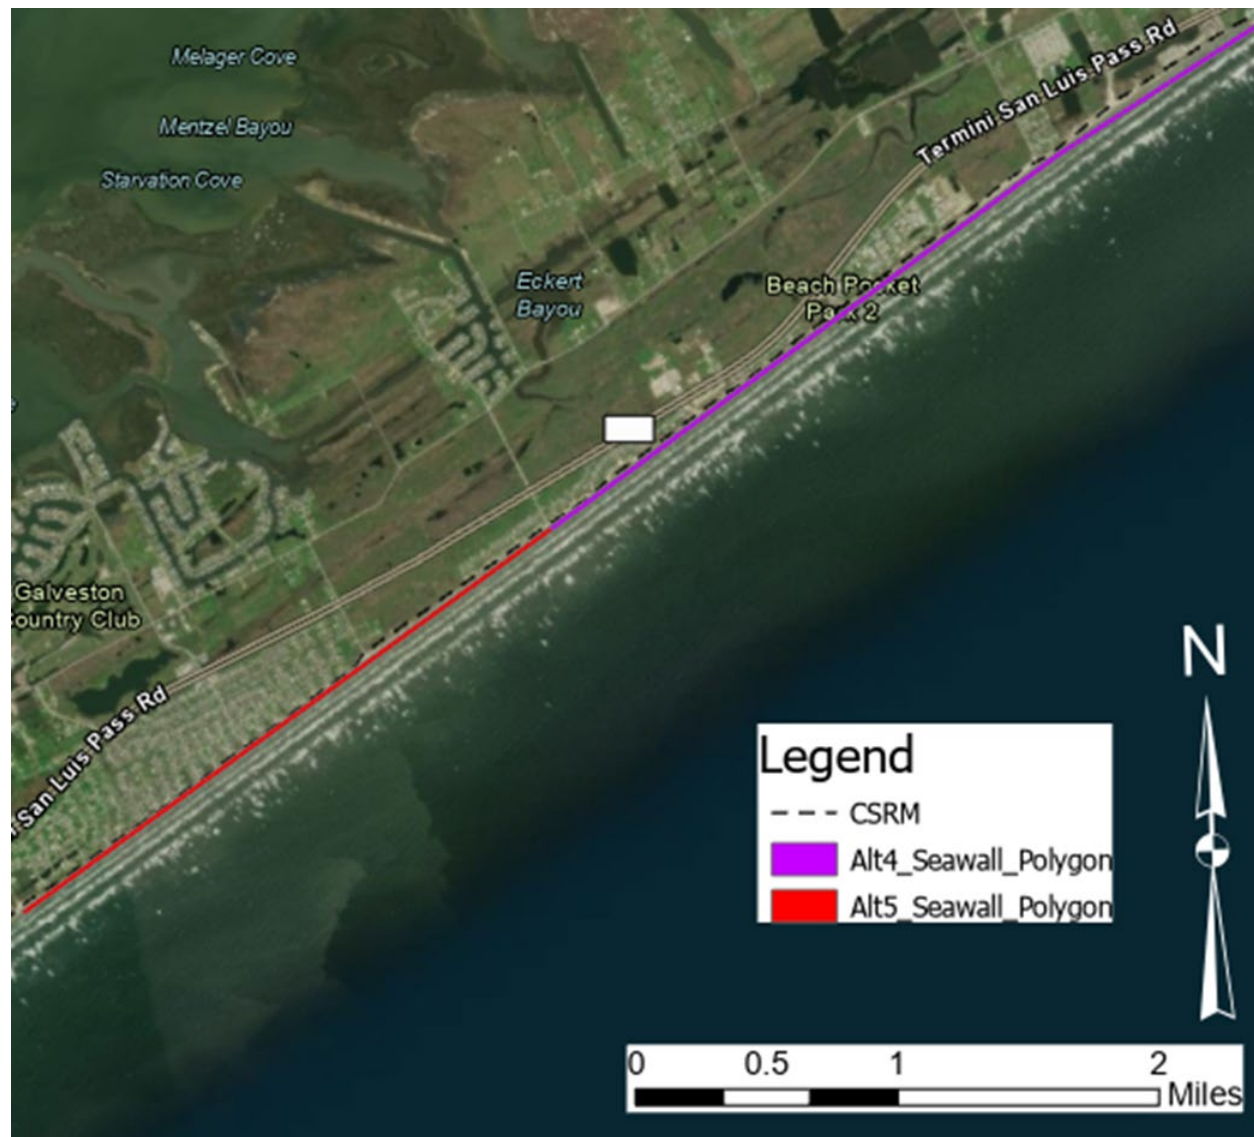 Melager Cove
Mentzel Bayou
Starvation Cove
Termini San Luis Pass Rd
Eckert
Bayou
Beach Pocket
Park 2
Galveston
Country Club
San Luis Pass Rd
N
Legend
CSRM
Alt4_Seawall_Polygon
Alt5_Seawall_Polygon
0 0.5 1 2
Miles